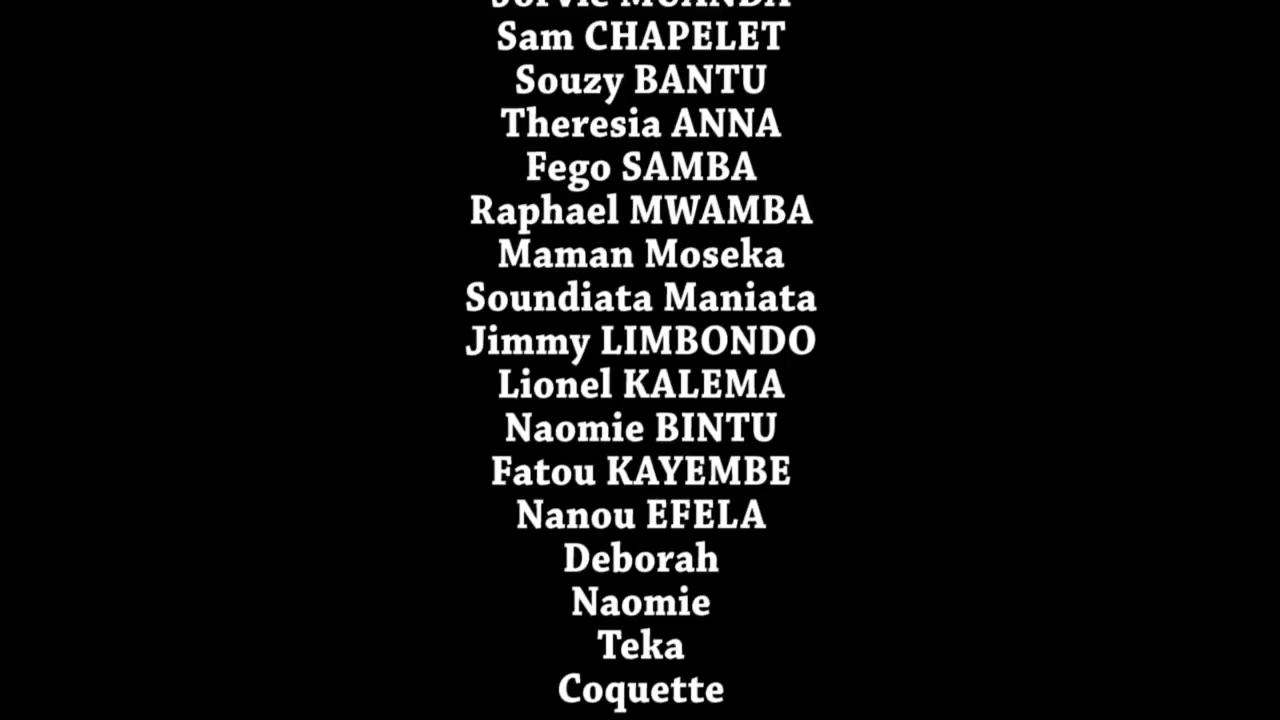 Sam CHAPELET
Souzy BANTU
Theresia ANNA
Fego SAMBA
Raphael MWAMBA
Maman Moseka
Soundiata Maniata
Jimmy LIMBONDO
Lionel KALEMA
Naomie BINTU
Fatou KAYEMBE
Nanou EFELA
Deborah
Naomie
Teka
Coquette